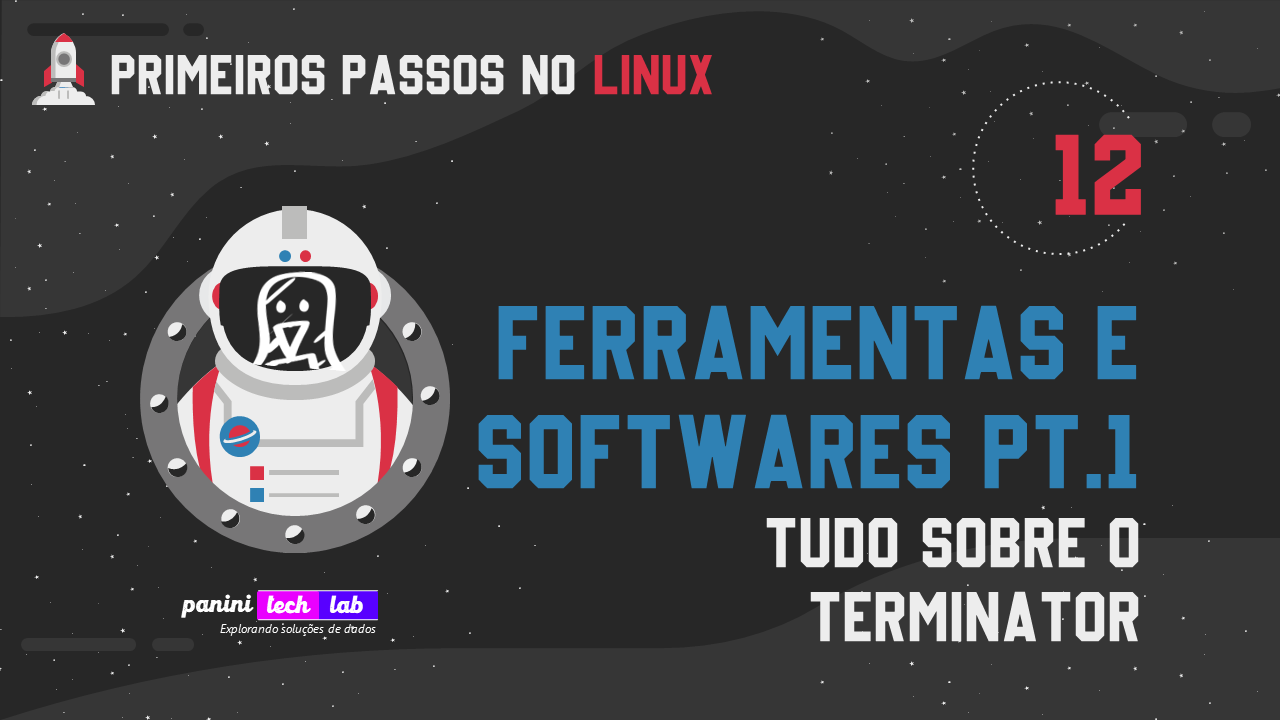 PRIMEIROS PASSOS NO LINUX
12
FERRAMENTAS E
SOFTWARES PT.1
TUDO SOBRE O
TERMINATOR
panini tech lab
Explorando soluções de dados